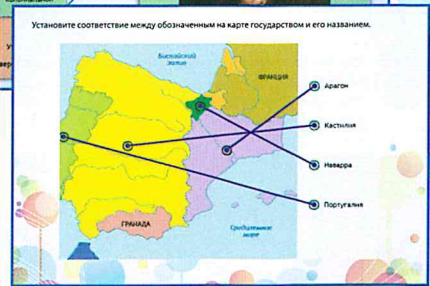 Установите соответствие между обозначенным на карте государством и его названием.
Бискайский
залив
ФРАНЦИЯ
Арагон
Кастилия
Наварра
Португалия
ГРАНАДА
Средиземное
море